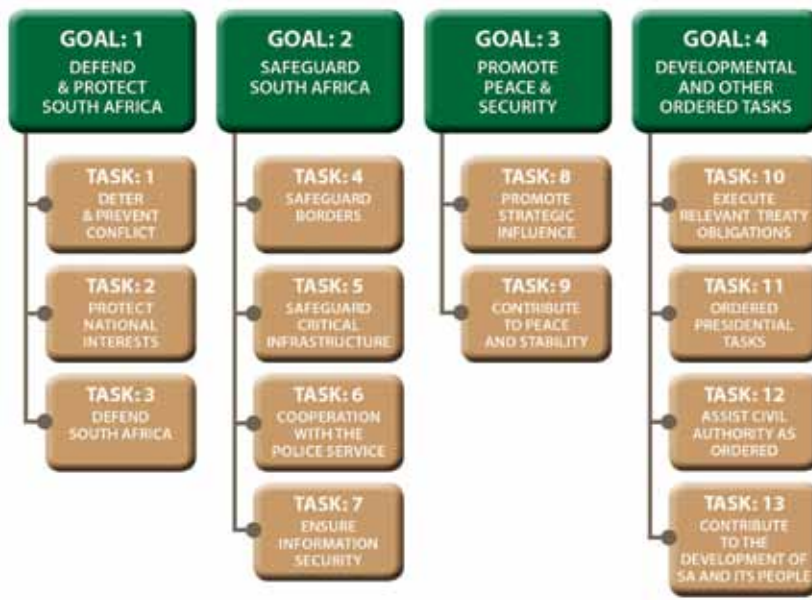 GOAL: 1
DEFEND
& PROTECT
SOUTH AFRICA
TASK: 1
DETER
& PREVENT
CONFLICT
TASK: 2
PROTECT
NATIONAL
INTERESTS
TASK: 3
DEFEND
SOUTH AFRICA
GOAL: 2
SAFEGUARD
SOUTH AFRICA
TASK: 4
SAFEGUARD
BORDERS
TASK: 5
SAFEGUARD
CRITICAL
INFRASTRUCTURE
TASK: 6
COOPERATION
WITH THE
POLICE SERVICE
TASK: 7
ENSURE
INFORMATION
SECURITY
GOAL: 3
PROMOTE
PEACE &
SECURITY
TASK: 8
PROMOTE
STRATEGIC
INFLUENCE
TASK: 9
CONTRIBUTE
TO PEACE
AND STABILITY
GOAL: 4
DEVELOPMENTAL
AND OTHER
ORDERED TASKS
TASK: 10
EXECUTE
RELEVANT TREATY
OBLIGATIONS
TASK: 11
ORDERED
PRESIDENTIAL
TASKS
TASK: 12
ASSIST CIVIL
AUTHORITY AS
ORDERED
TASK: 13
CONTRIBUTE
TO THE
DEVELOPMENT OF
SA AND ITS PEOPLE